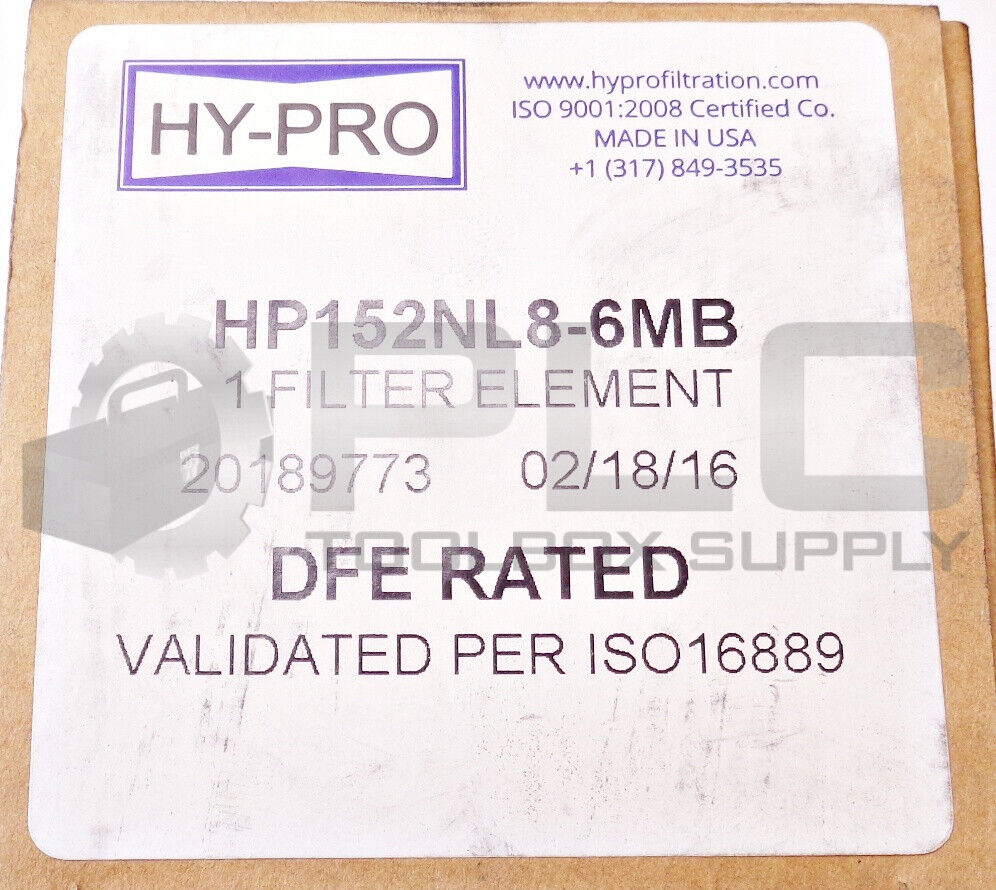 HY-PRO
www.hyprofiltration.com
ISO 9001:2008 Certified Co.
MADE IN USA
+1 (317) 849-3535
HP152NL8-6MB
1 FILTER ELEMENT
20189773 02/18/16
DFE RATED
VALIDATED PER ISO16889
PLC
TOOLBOX SUPPLY